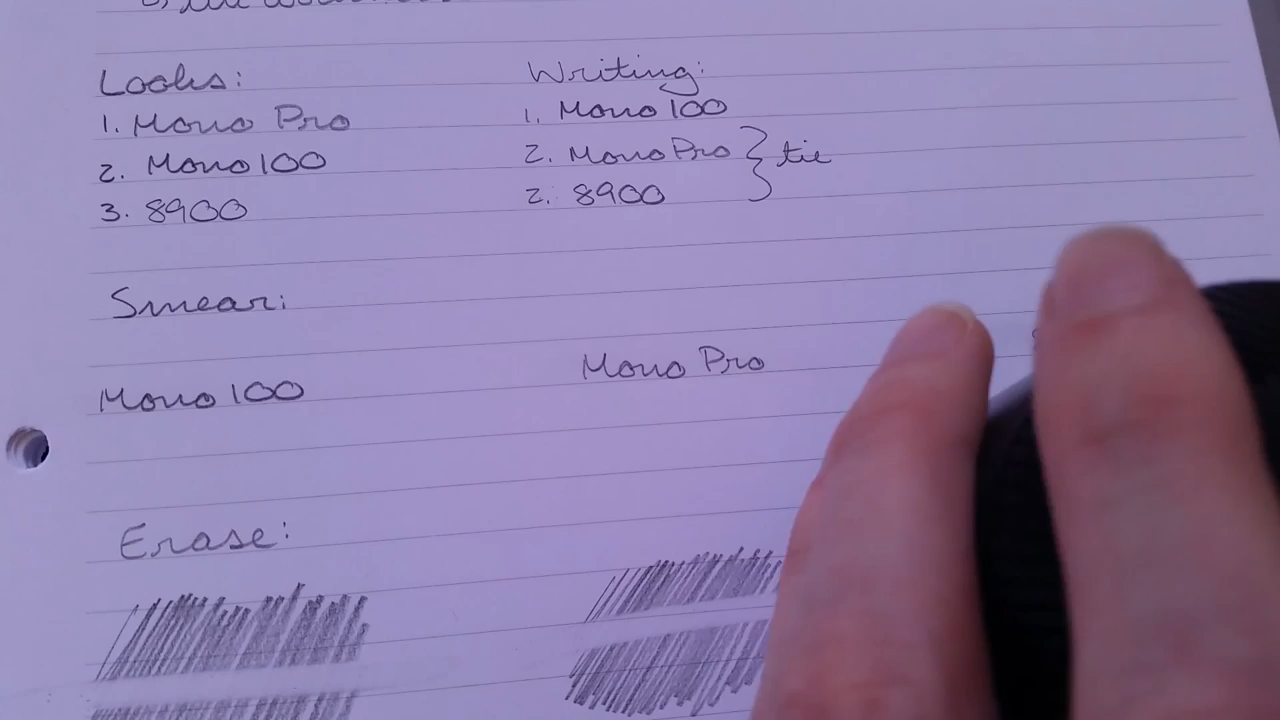 Looks:
1. Mono Pro
2. Mono 100
3. 8900
Writing:
1. Mono 100
2. Mono Pro } tie
2. 8900
Smear:
Mono 100
Mono Pro
Erase: